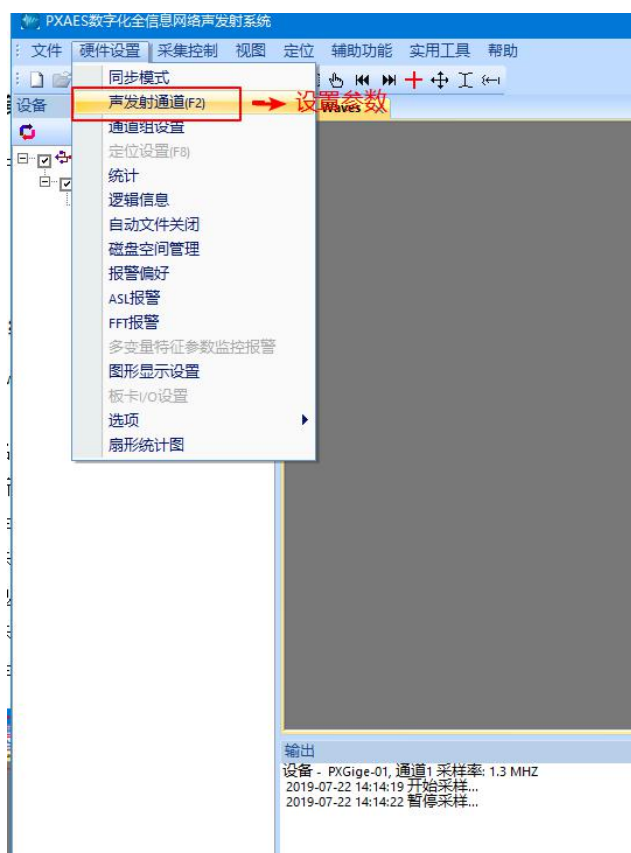 PXAES数字化全信息网络声发射系统
文件 硬件设置 采集控制 视图 定位 辅助功能 实用工具 帮助
设备
同步模式
声发射通道(F2)
设置参数
Waves
通道组设置
定位设置(F8)
统计
逻辑信息
自动文件关闭
磁盘空间管理
报警偏好
ASL报警
FFT报警
多变量特征参数监控报警
图形显示设置
板卡I/O设置
选项
扇形统计图
输出
设备 - PXGige-01, 通道1 采样率: 1.3 MHZ
2019-07-22 14:14:19 开始采样...
2019-07-22 14:14:22 暂停采样...